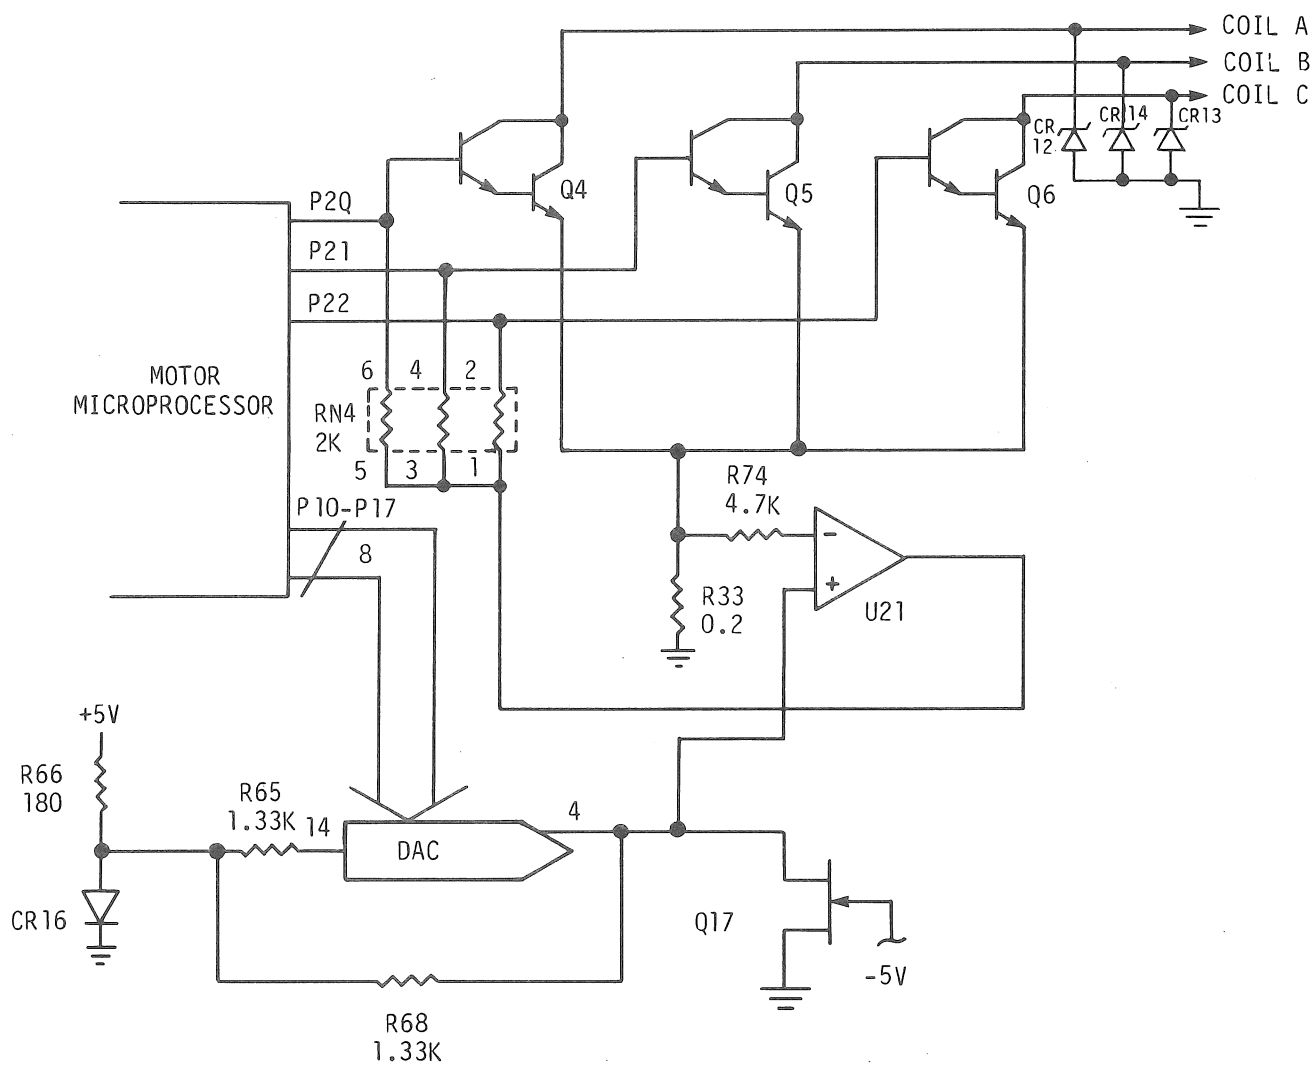 COIL A
COIL B
COIL C
CR 14
CR13
CR
12
Q4
Q5
Q6
P2Q
P21
P22
MOTOR
MICROPROCESSOR
6 4 2
RN4
2K
5 3 1
P10-P17
8
R74
4.7K
-
+
R33
0.2
U21
+5V
R66
180
R65
1.33K
14
4
DAC
CR16
Q17
-5V
R68
1.33K